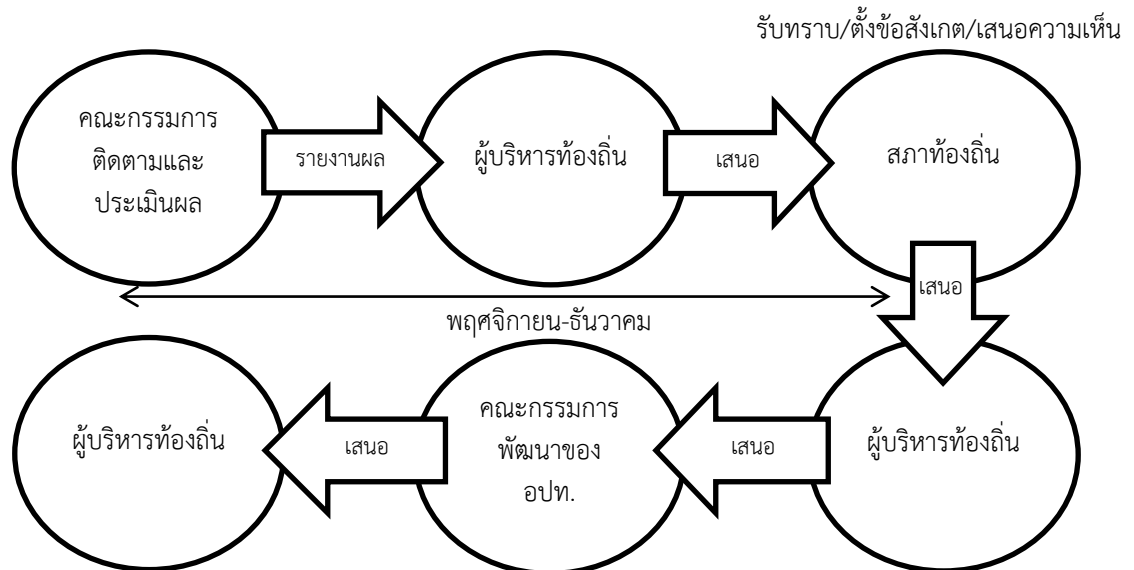 รับทราบ/ตั้งข้อสังเกต/เสนอความเห็น
คณะกรรมการ
ติดตามและ
ประเมินผล
รายงานผล
ผู้บริหารท้องถิ่น
เสนอ
สภาท้องถิ่น
เสนอ
พฤศจิกายน-ธันวาคม
ผู้บริหารท้องถิ่น
เสนอ
คณะกรรมการ
พัฒนาของ
อปท.
เสนอ
ผู้บริหารท้องถิ่น